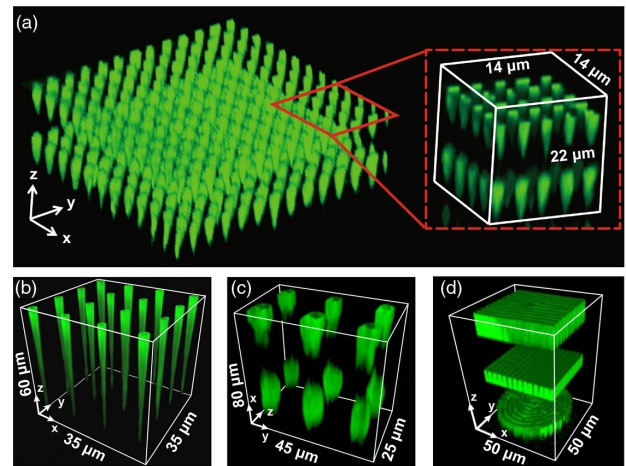 (a)
14 µm
14 µm
22 µm
z
y
x
(b)
60 µm
z
y
x
35 µm
35 µm
(c)
80 µm
z
x
y
45 µm
25 µm
(d)
z
y
x
50 µm
50 µm